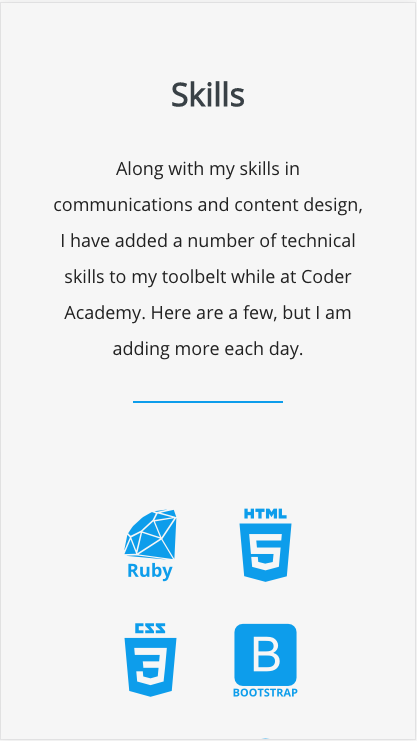 Skills
Along with my skills in
communications and content design,
I have added a number of technical
skills to my toolbelt while at Coder
Academy. Here are a few, but I am
adding more each day.
Ruby
HTML
5
CSS
3
B
BOOTSTRAP